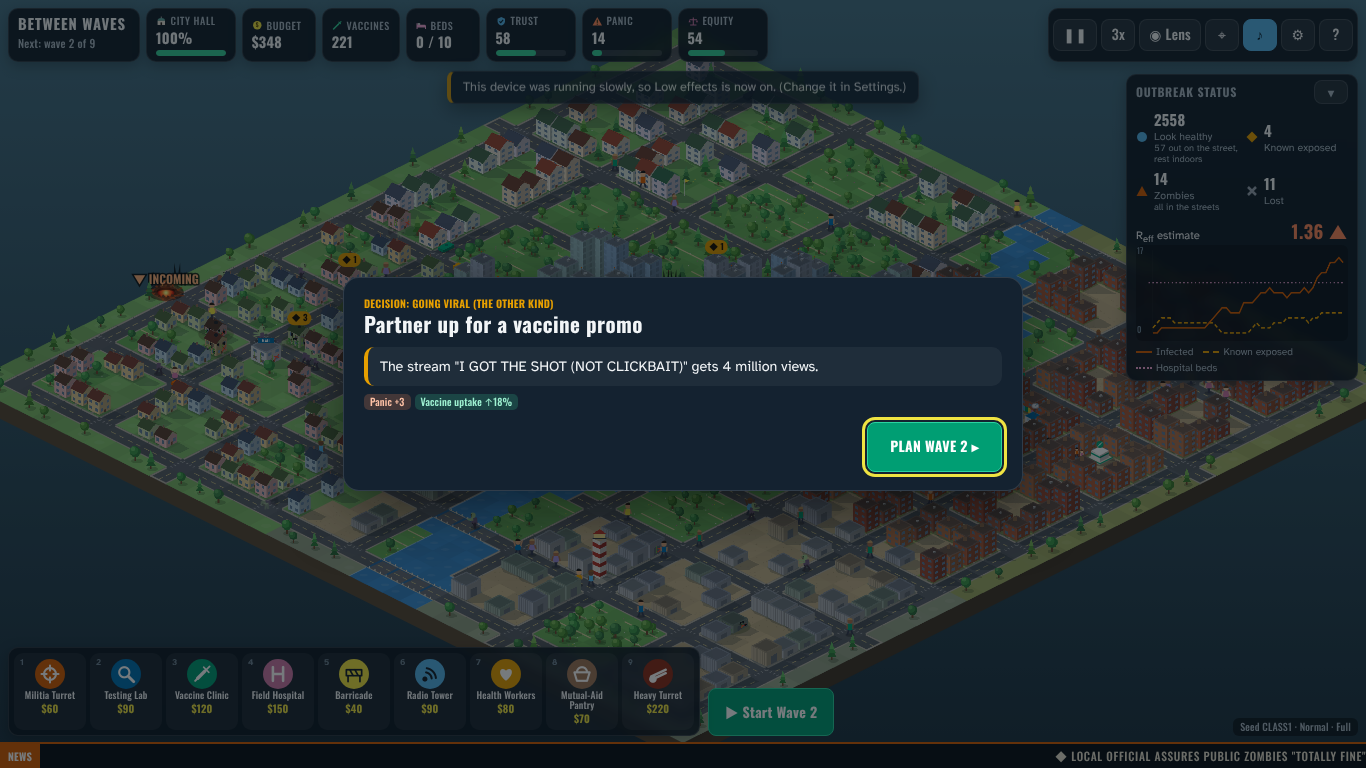 BETWEEN WAVES
Next: wave 2 of 9
CITY HALL
100%
BUDGET
$348
VACCINES
221
BEDS
0 / 10
TRUST
58
PANIC
14
EQUITY
54
3x
Lens
?
This device was running slowly, so Low effects is now on. (Change it in Settings.)
OUTBREAK STATUS
2558
Look healthy
57 out on the street,
rest indoors
4
Known exposed
14
Zombies
all in the streets
11
Lost
Reff estimate
1.36
17
0
Infected
Known exposed
Hospital beds
1
1
INCOMING
3
DECISION: GOING VIRAL (THE OTHER KIND)
Partner up for a vaccine promo
The stream "I GOT THE SHOT (NOT CLICKBAIT)" gets 4 million views.
Panic +3
Vaccine uptake ↑18%
PLAN WAVE 2 ▸
1
Militia Turret
$60
2
Testing Lab
$90
3
Vaccine Clinic
$120
4
H
Field Hospital
$150
5
Barricade
$40
6
Radio Tower
$90
7
Health Workers
$80
8
Mutual-Aid
Pantry
$70
9
Heavy Turret
$220
▶ Start Wave 2
Seed CLASS1 · Normal · Full
NEWS
◆ LOCAL OFFICIAL ASSURES PUBLIC ZOMBIES "TOTALLY FINE"